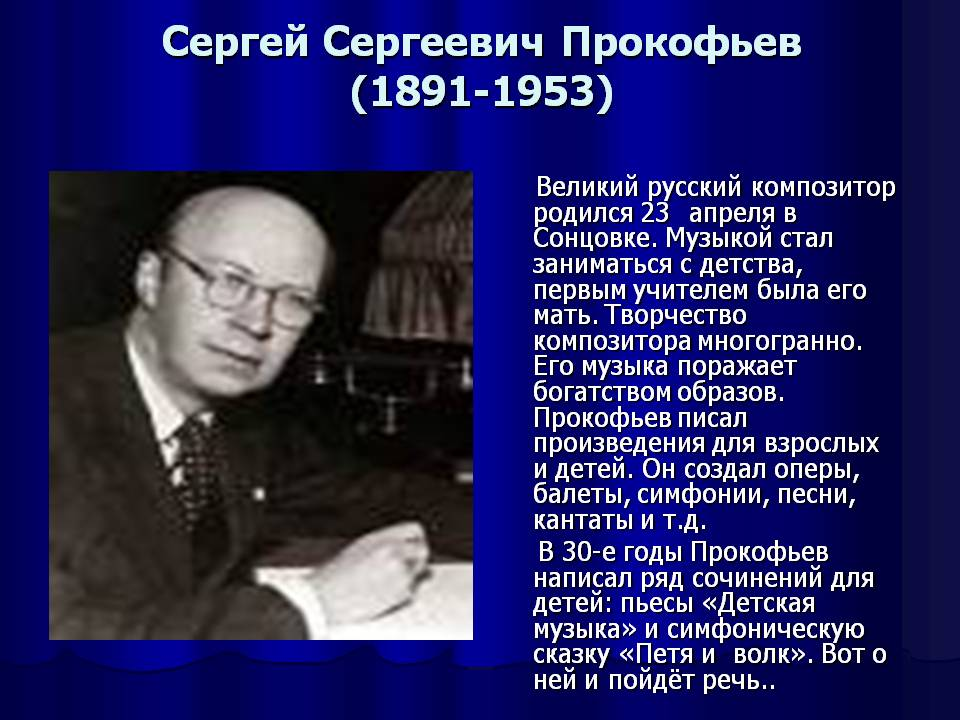 Сергей Сергеевич Прокофьев
(1891-1953)
Великий русский композитор
родился 23 апреля в
Сонцовке. Музыкой стал
заниматься с детства,
первым учителем была его
мать. Творчество
композитора многогранно.
Его музыка поражает
богатством образов.
Прокофьев писал
произведения для взрослых
и детей. Он создал оперы,
балеты, симфонии, песни,
кантаты и т.д.
В 30-е годы Прокофьев
написал ряд сочинений для
детей: пьесы «Детская
музыка» и симфоническую
сказку «Петя и волк». Вот о
ней и пойдёт речь..